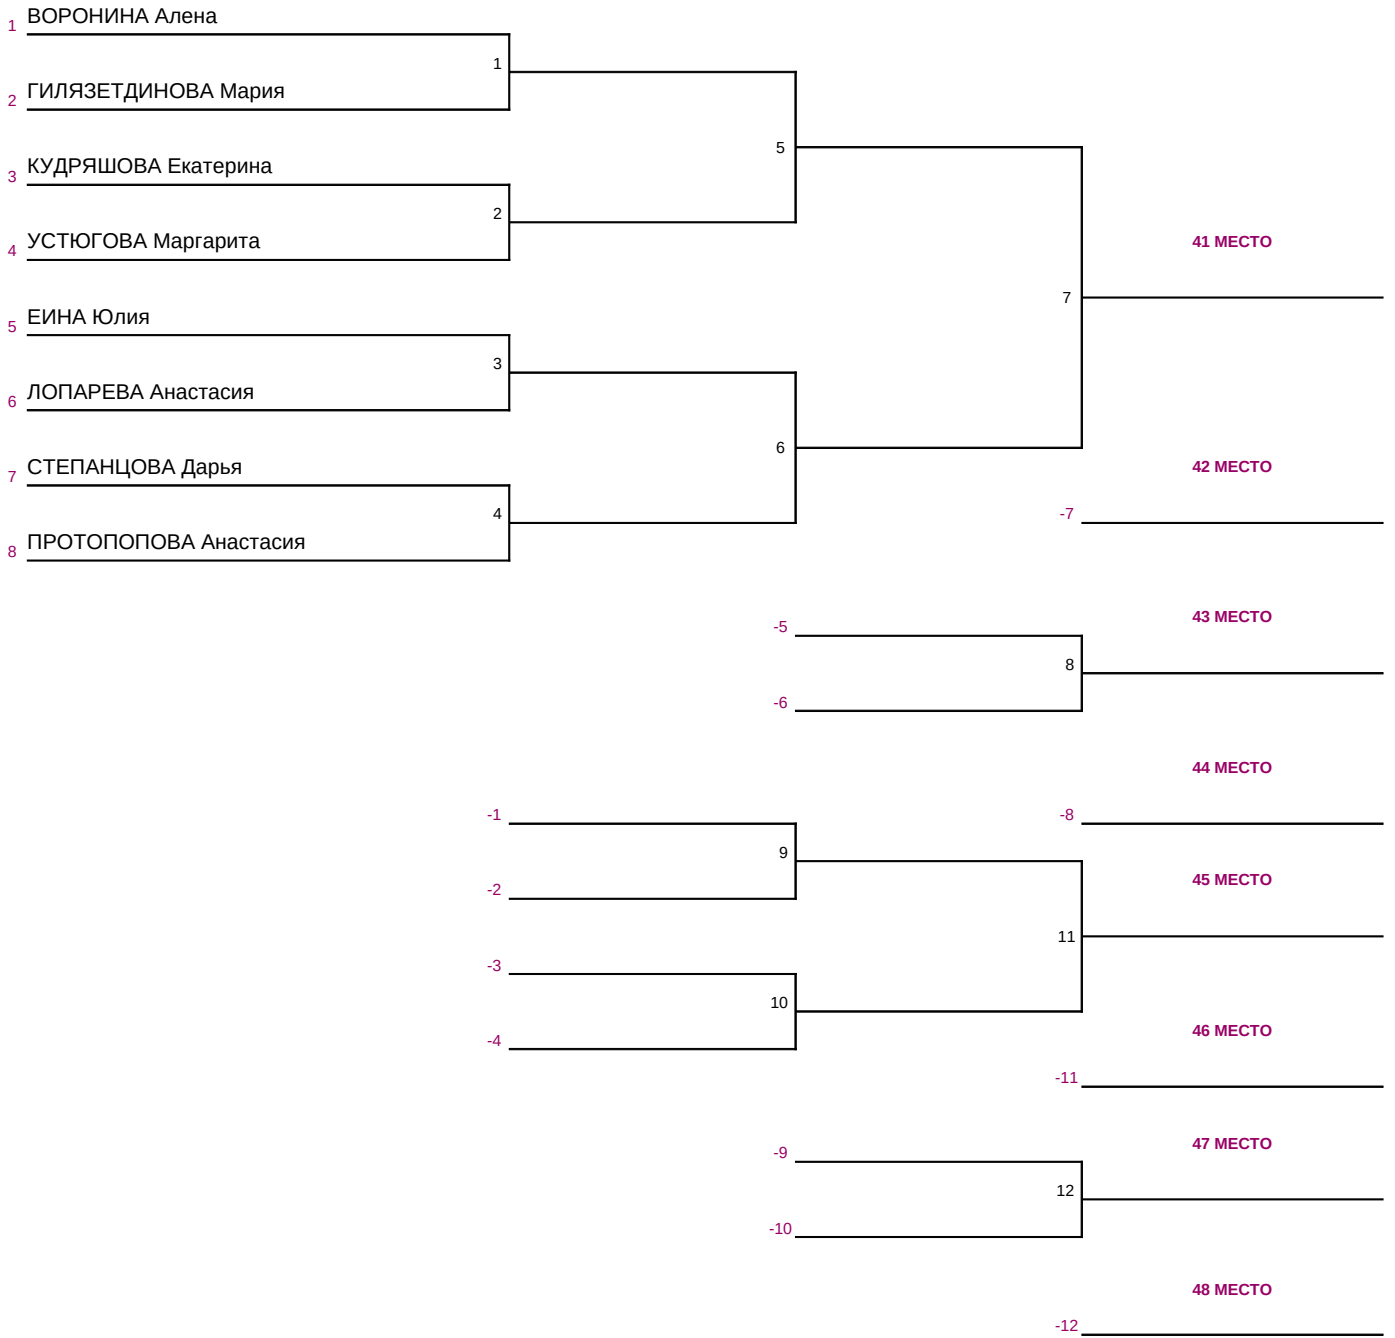 ВОРОНИНА Алена
1
1
ГИЛЯЗЕТДИНОВА Мария
2
5
КУДРЯШОВА Екатерина
3
2
УСТЮГОВА Маргарита
4
41 МЕСТО
7
ЕИНА Юлия
5
3
ЛОПАРЕВА Анастасия
6
6
СТЕПАНЦОВА Дарья
7
42 МЕСТО
4
-7
ПРОТОПОПОВА Анастасия
8
43 МЕСТО
-5
8
-6
44 МЕСТО
-1
-8
9
45 МЕСТО
-2
11
-3
10
46 МЕСТО
-4
-11
47 МЕСТО
-9
12
-10
48 МЕСТО
-12